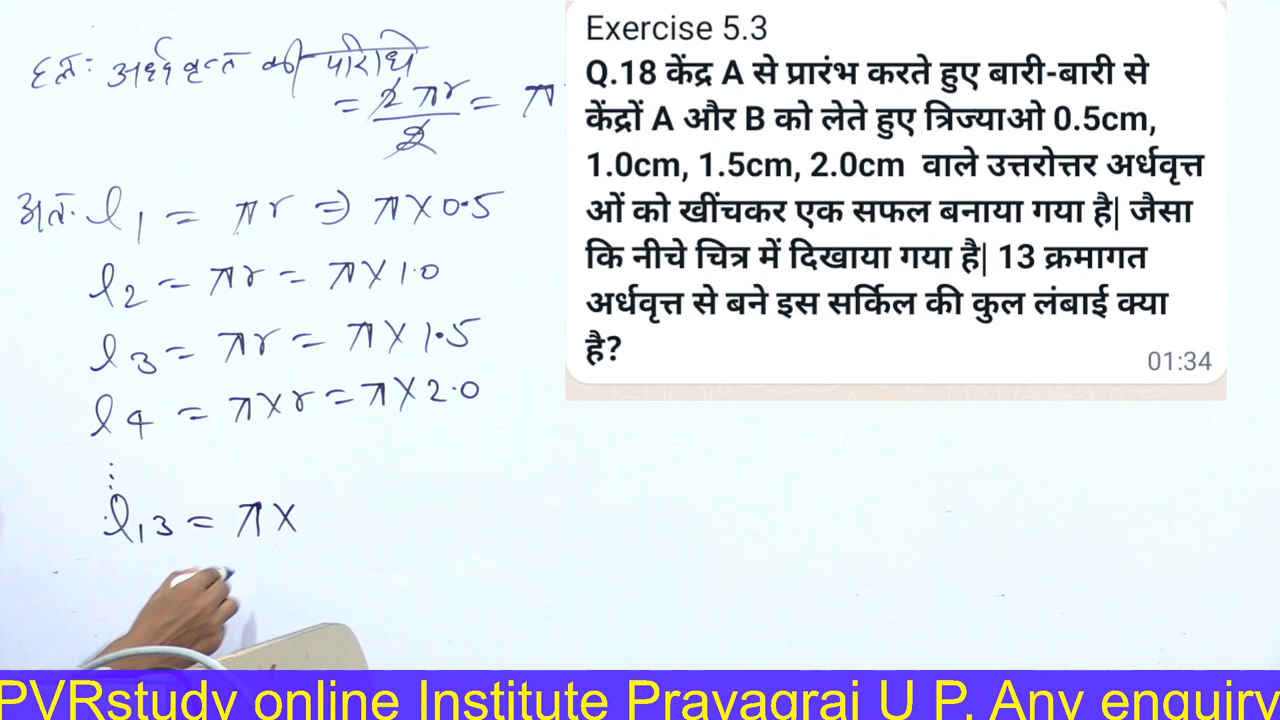 हल: अर्धवृत्त की परिधि
= 2πr/2 = π
अतः l1 = πr ⇒ π×0.5
l2 = πr = π×1.0
l3 = πr = π×1.5
l4 = π×r = π×2.0
⋮
l13 = π×
Exercise 5.3
Q.18 केंद्र A से प्रारंभ करते हुए बारी-बारी से
केंद्रों A और B को लेते हुए त्रिज्याओ 0.5cm,
1.0cm, 1.5cm, 2.0cm वाले उत्तरोत्तर अर्धवृत्त
ओं को खींचकर एक सफल बनाया गया है| जैसा
कि नीचे चित्र में दिखाया गया है| 13 क्रमागत
अर्धवृत्त से बने इस सर्किल की कुल लंबाई क्या
है?
01:34
PVRstudy online Institute Prayagraj U P. Any enquiry